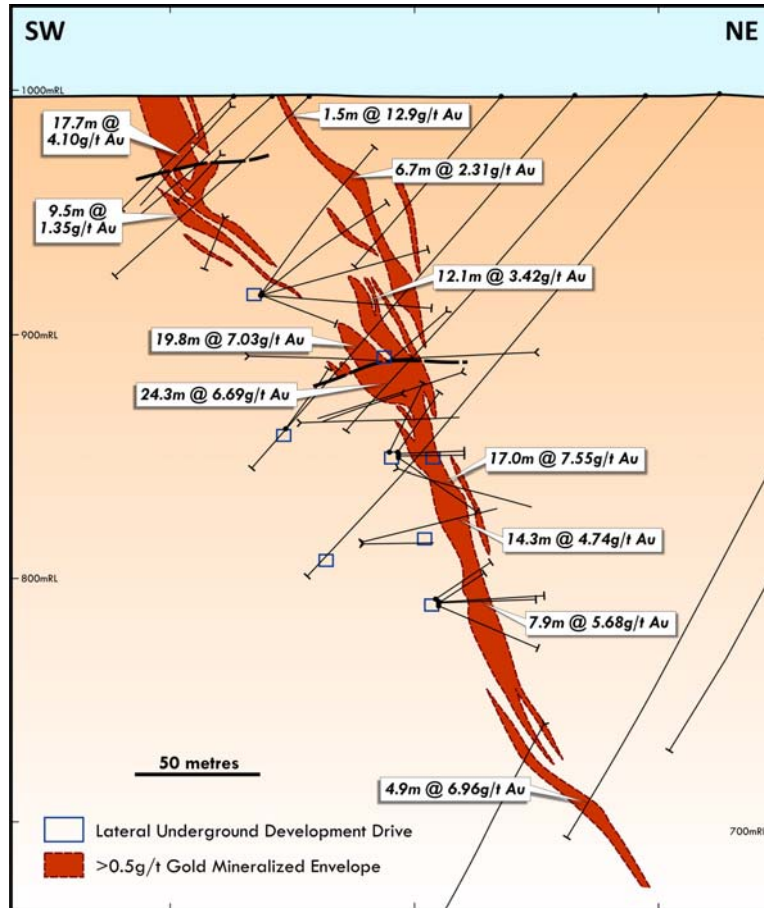 SW
NE
1000mRL
17.7m @
4.10g/t Au
1.5m @ 12.9g/t Au
6.7m @ 2.31g/t Au
9.5m @
1.35g/t Au
12.1m @ 3.42g/t Au
900mRL
19.8m @ 7.03g/t Au
24.3m @ 6.69g/t Au
17.0m @ 7.55g/t Au
14.3m @ 4.74g/t Au
800mRL
7.9m @ 5.68g/t Au
50 metres
4.9m @ 6.96g/t Au
Lateral Underground Development Drive
700mRL
>0.5g/t Gold Mineralized Envelope